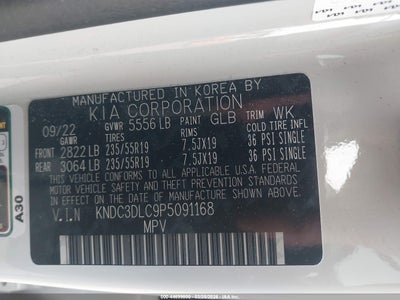 MANUFACTURED IN KOREA BY
KIA CORPORATION
09/22 GVWR 5556 LB PAINT GLB TRIM WK
GAWR TIRES RIMS COLD TIRE INFL
FRONT 2822LB 235/55R19 7.5JX19 36 PSI SINGLE
REAR 3064LB 235/55R19 7.5JX19 36 PSI SINGLE
THIS VEHICLE CONFORMS TO ALL APPLICABLE
FEDERAL MOTOR VEHICLE SAFETY, BUMPER,
AND THEFT PREVENTION STANDARDS IN EFFECT
ON THE DATE OF MANUFACTURE SHOWN ABOVE.
V.I.N KNDC3DLC9P5091168
MPV
A30